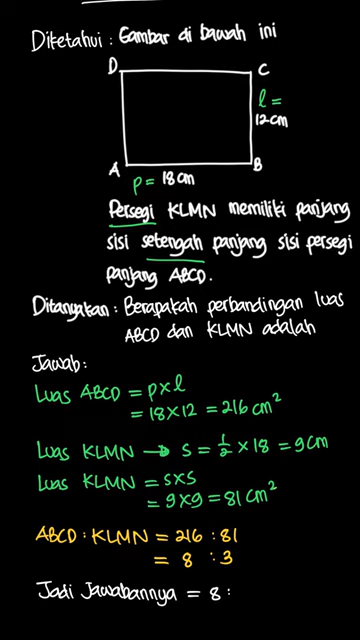 Diketahui : Gambar di bawah ini
D C
l =
12 cm
A B
p = 18 cm
Persegi KLMN memiliki panjang
sisi setengah panjang sisi persegi
panjang ABCD.
Ditanyakan : Berapakah perbandingan luas
ABCD dan KLMN adalah
Jawab:
Luas ABCD = p x l
= 18 x 12 = 216 cm²
Luas KLMN → s = 1/2 x 18 = 9 cm
Luas KLMN = s x s
= 9 x 9 = 81 cm²
ABCD : KLMN = 216 : 81
= 8 : 3
Jadi Jawabannya = 8 :